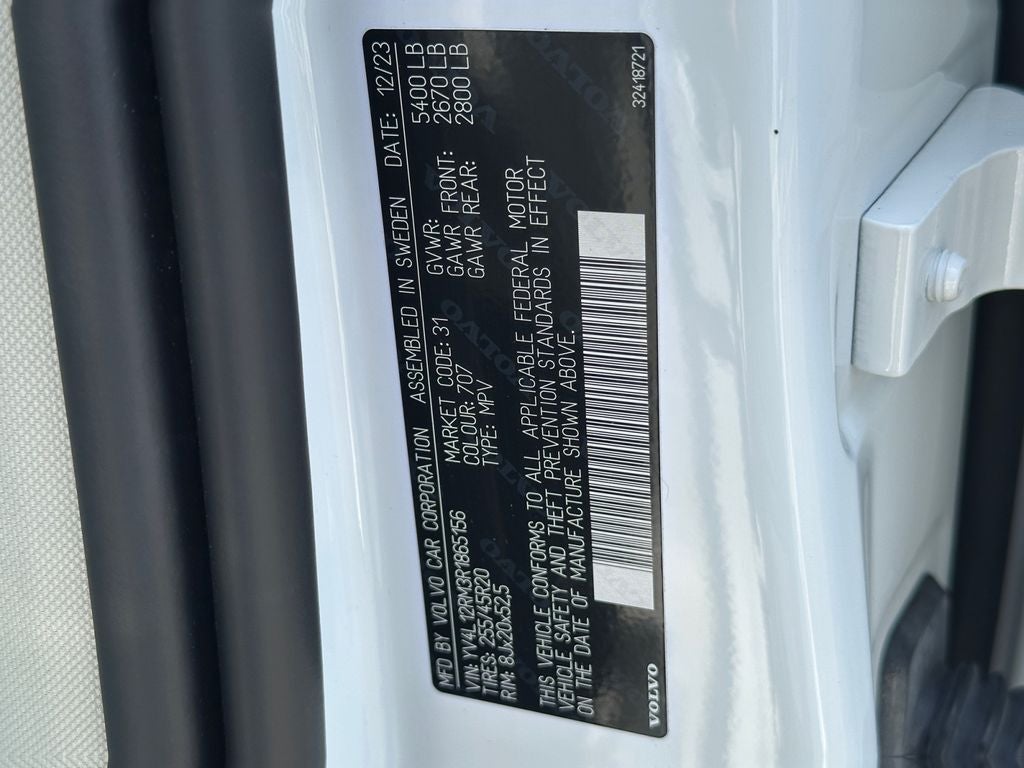 MFD BY VOLVO CAR CORPORATION ASSEMBLED IN SWEDEN DATE: 12/23
VIN: YV4L12RM3R1863156 MARKET CODE: 31 GVWR: 5400 LB
TIRES: 255/45R20 COLOUR: 707 GAWR FRONT: 2670 LB
RIM: 8Jx20x52.5 TYPE: MPV GAWR REAR: 2800 LB
THIS VEHICLE CONFORMS TO ALL APPLICABLE FEDERAL MOTOR
VEHICLE SAFETY AND THEFT PREVENTION STANDARDS IN EFFECT
ON THE DATE OF MANUFACTURE SHOWN ABOVE.
VOLVO 32418721